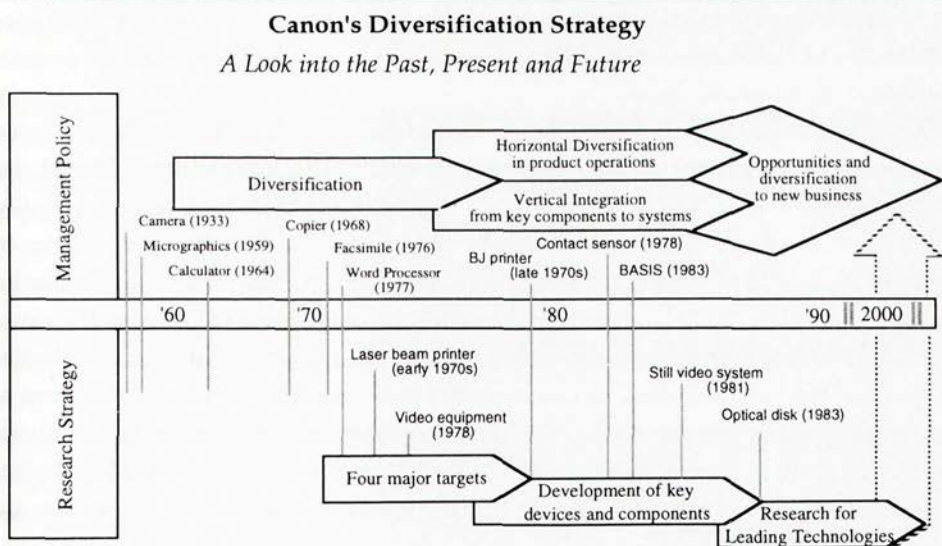 Canon's Diversification Strategy
A Look into the Past, Present and Future
Management Policy
Diversification
Horizontal Diversification
in product operations
Vertical Integration
from key components to systems
Opportunities and
diversification
to new business
Camera (1933)
Micrographics (1959)
Calculator (1964)
Copier (1968)
Facsimile (1976)
Word Processor
(1977)
BJ printer
(late 1970s)
Contact sensor (1978)
BASIS (1983)
'60
'70
'80
'90
2000
Research Strategy
Laser beam printer
(early 1970s)
Video equipment
(1978)
Still video system
(1981)
Optical disk (1983)
Four major targets
Development of key
devices and components
Research for
Leading Technologies